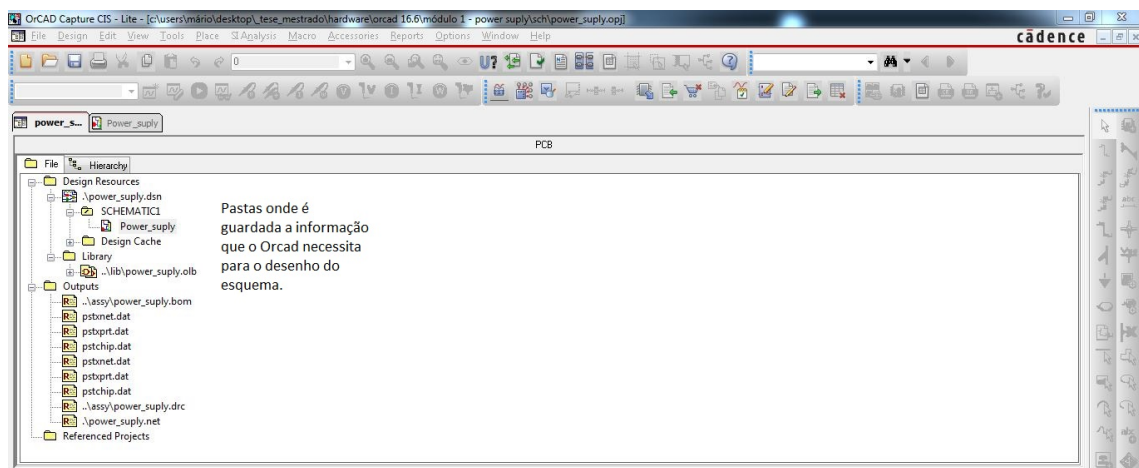 OrCAD Capture CIS - Lite - [c:\users\mário\desktop\_tese_mestrado\hardware\orcad 16.6\módulo 1 - power suply\sch\power_suply.opj]
File Design Edit View Tools Place SI Analysis Macro Accessories Reports Options Window Help
cādence
0
U?
power_s... Power_suply
PCB
File Hierarchy
Design Resources
.\power_suply.dsn
SCHEMATIC1
Power_suply
Design Cache
Library
..\lib\power_suply.olb
Outputs
..\assy\power_suply.bom
pstxnet.dat
pstxprt.dat
pstchip.dat
pstxnet.dat
pstxprt.dat
pstchip.dat
..\assy\power_suply.drc
.\power_suply.net
Referenced Projects
Pastas onde é
guardada a informação
que o Orcad necessita
para o desenho do
esquema.